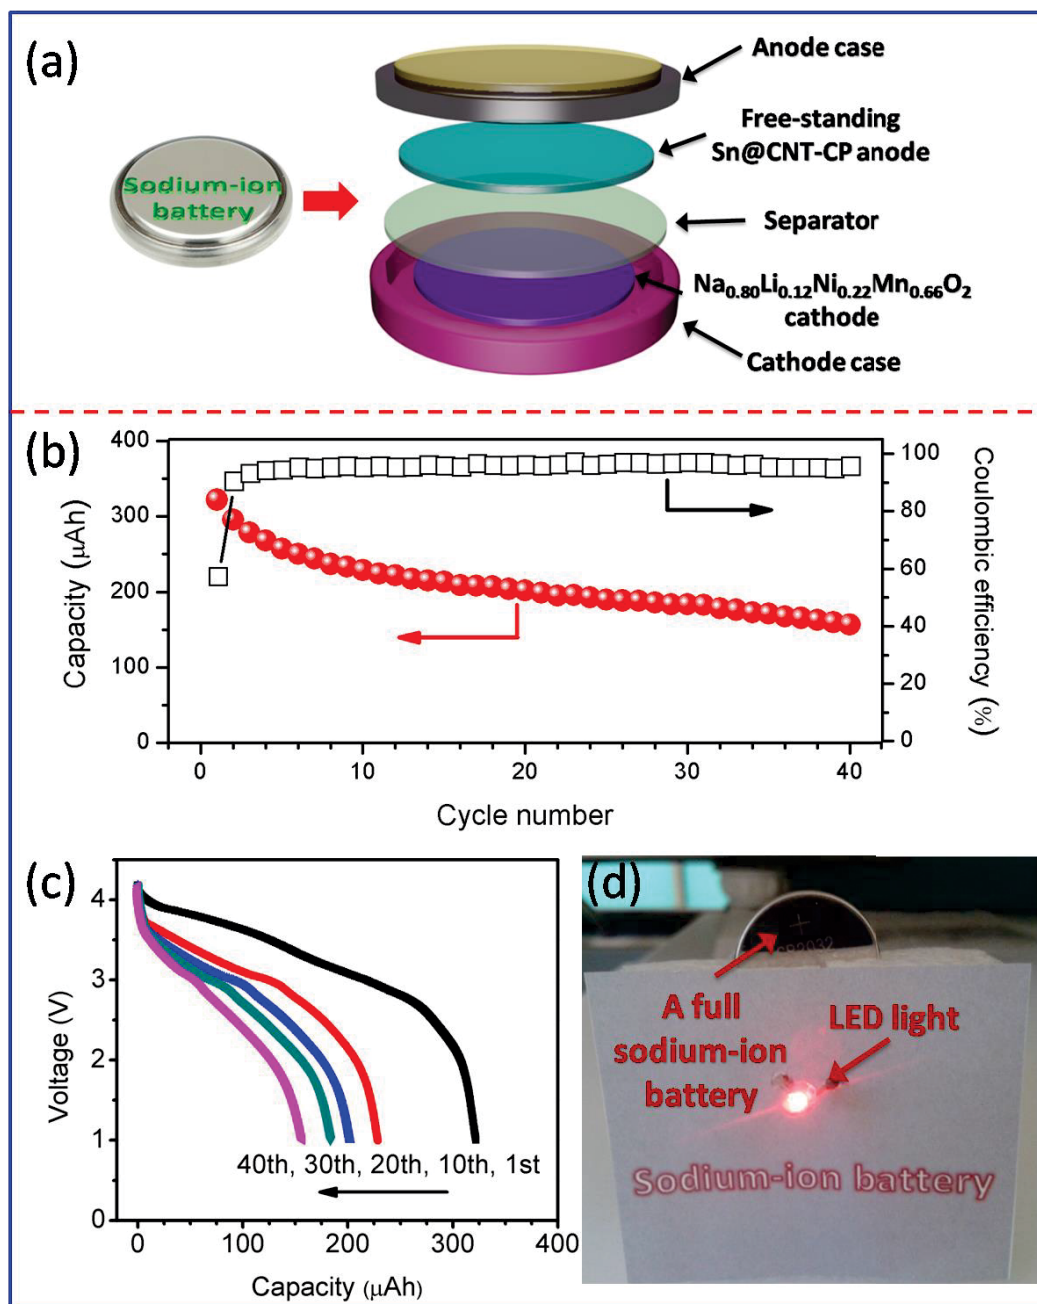 (a)
Anode case
Free-standing
Sn@CNT-CP anode
Sodium-ion
battery
Separator
Na0.80Li0.12Ni0.22Mn0.66O2
cathode
Cathode case
(b)
400
300
200
100
0
Capacity (μAh)
100
80
60
40
20
0
Coulombic efficiency (%)
0 10 20 30 40
Cycle number
(c)
4
3
2
1
0
Voltage (V)
40th, 30th, 20th, 10th, 1st
0 100 200 300 400
Capacity (μAh)
(d)
A full
sodium-ion
battery
LED light
Sodium-ion battery